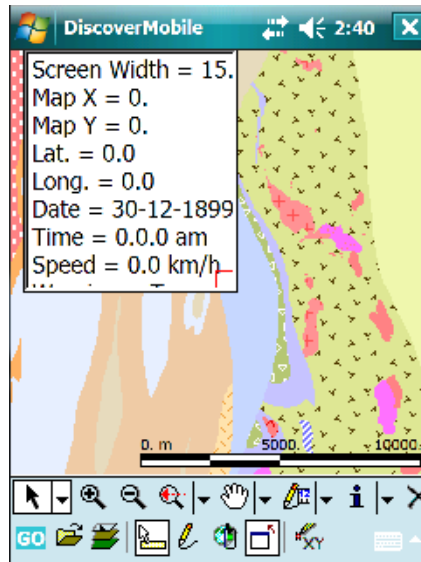 DiscoverMobile 2:40
Screen Width = 15.
Map X = 0.
Map Y = 0.
Lat. = 0.0
Long. = 0.0
Date = 30-12-1899
Time = 0.0.0 am
Speed = 0.0 km/h
0. m 5000. 10000.
GO XY